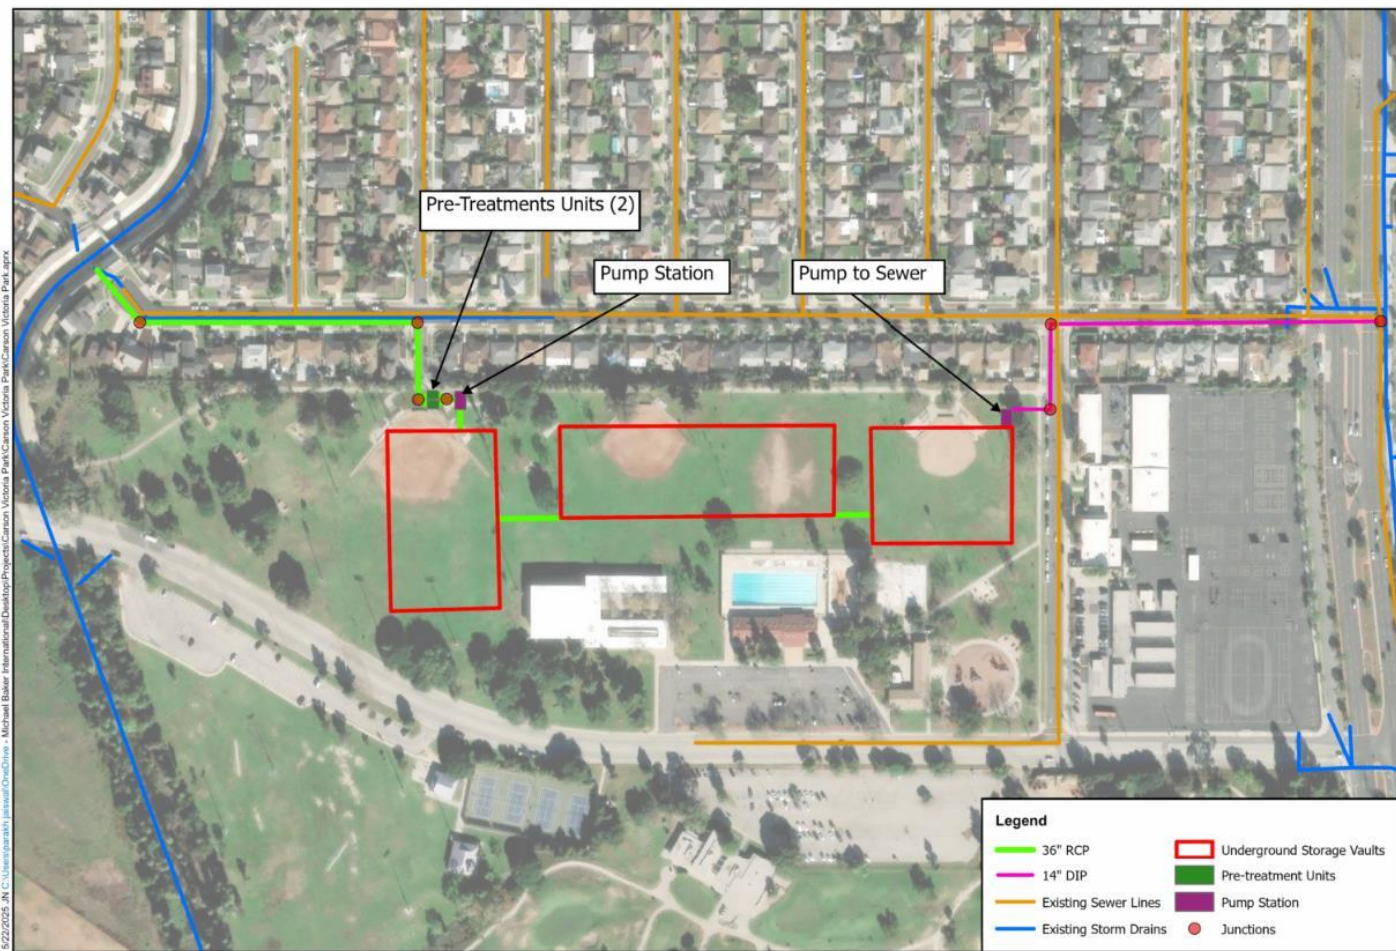 Pre-Treatments Units (2)
Pump Station
Pump to Sewer
Legend
36" RCP
14" DIP
Existing Sewer Lines
Existing Storm Drains
Underground Storage Vaults
Pre-treatment Units
Pump Station
Junctions
5/22/2025 JN C:\Users\parakh.jaiswal\OneDrive - Michael Baker International\Desktop\Projects\Carson Victoria Park\Carson Victoria Park\Carson Victoria Park.aprx